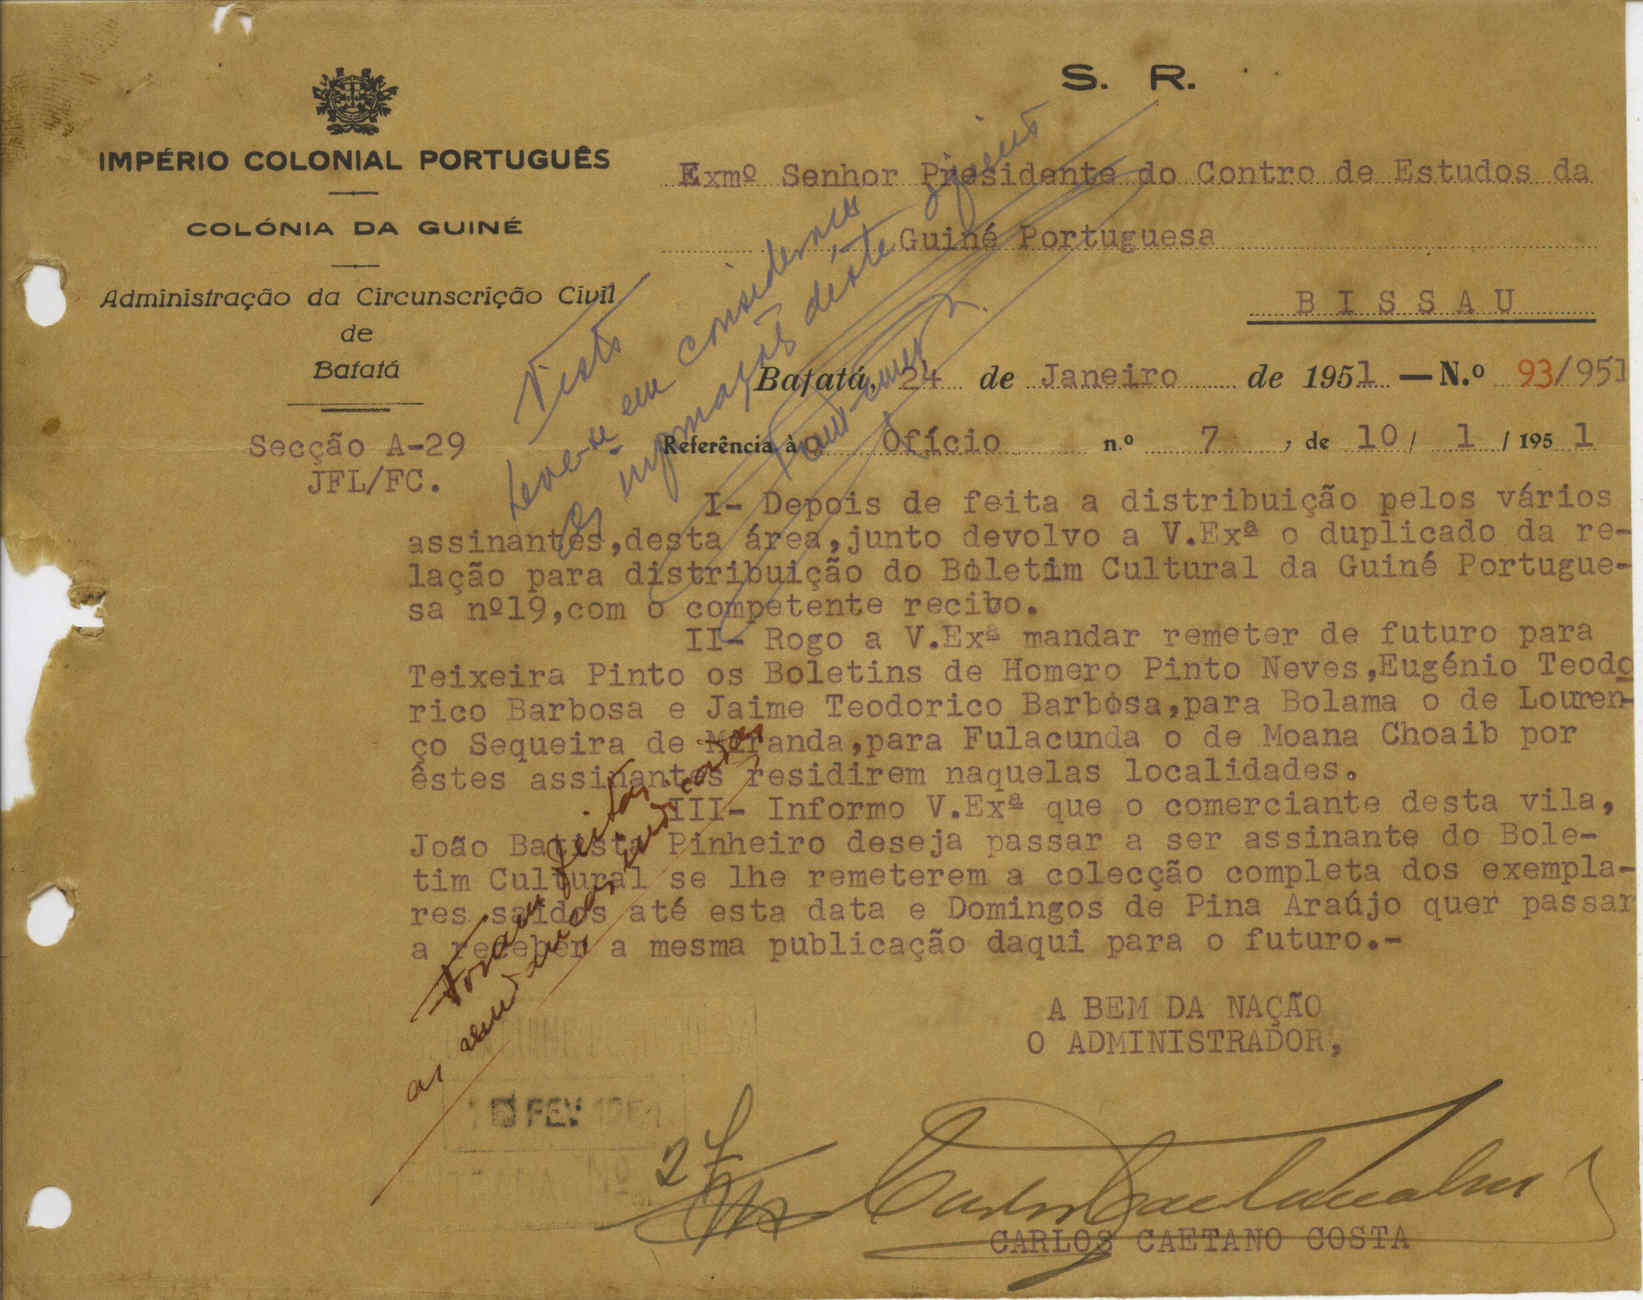 S. R.
IMPÉRIO COLONIAL PORTUGUÊS
COLÓNIA DA GUINÉ
Administração da Circunscrição Civil
de
Bafatá
Exmº Senhor Presidente do Contro de Estudos da
Guiné Portuguesa
B I S S A U
Bafatá, 24 de Janeiro de 1951 — N.º 93/951
Referência ào Ofício n.º 7 , de 10 / 1 / 1951
Secção A-29
JFL/FC.
Visto
Leve-se em consideração
as informações dêste
I- Depois de feita a distribuição pelos vários
assinantes,desta área,junto devolvo a V.Exª o duplicado da re-
lação para distribuição do Boletim Cultural da Guiné Portugue-
sa nº19,com o competente recibo.
II- Rogo a V.Exª mandar remeter de futuro para
Teixeira Pinto os Boletins de Homero Pinto Neves,Eugénio Teodo
rico Barbosa e Jaime Teodorico Barbosa,para Bolama o de Louren-
ço Sequeira de Miranda,para Fulacunda o de Moana Choaib por
êstes assinantes residirem naquelas localidades.
III- Informo V.Exª que o comerciante desta vila,
João Batista Pinheiro deseja passar a ser assinante do Bole-
tim Cultural se lhe remeterem a colecção completa dos exempla-
res saídos até esta data e Domingos de Pina Araújo quer passar
a receber a mesma publicação daqui para o futuro.-
Foram feitas
as
A BEM DA NAÇÃO
O ADMINISTRADOR,
FEV 1951
27
CARLOS CAETANO COSTA